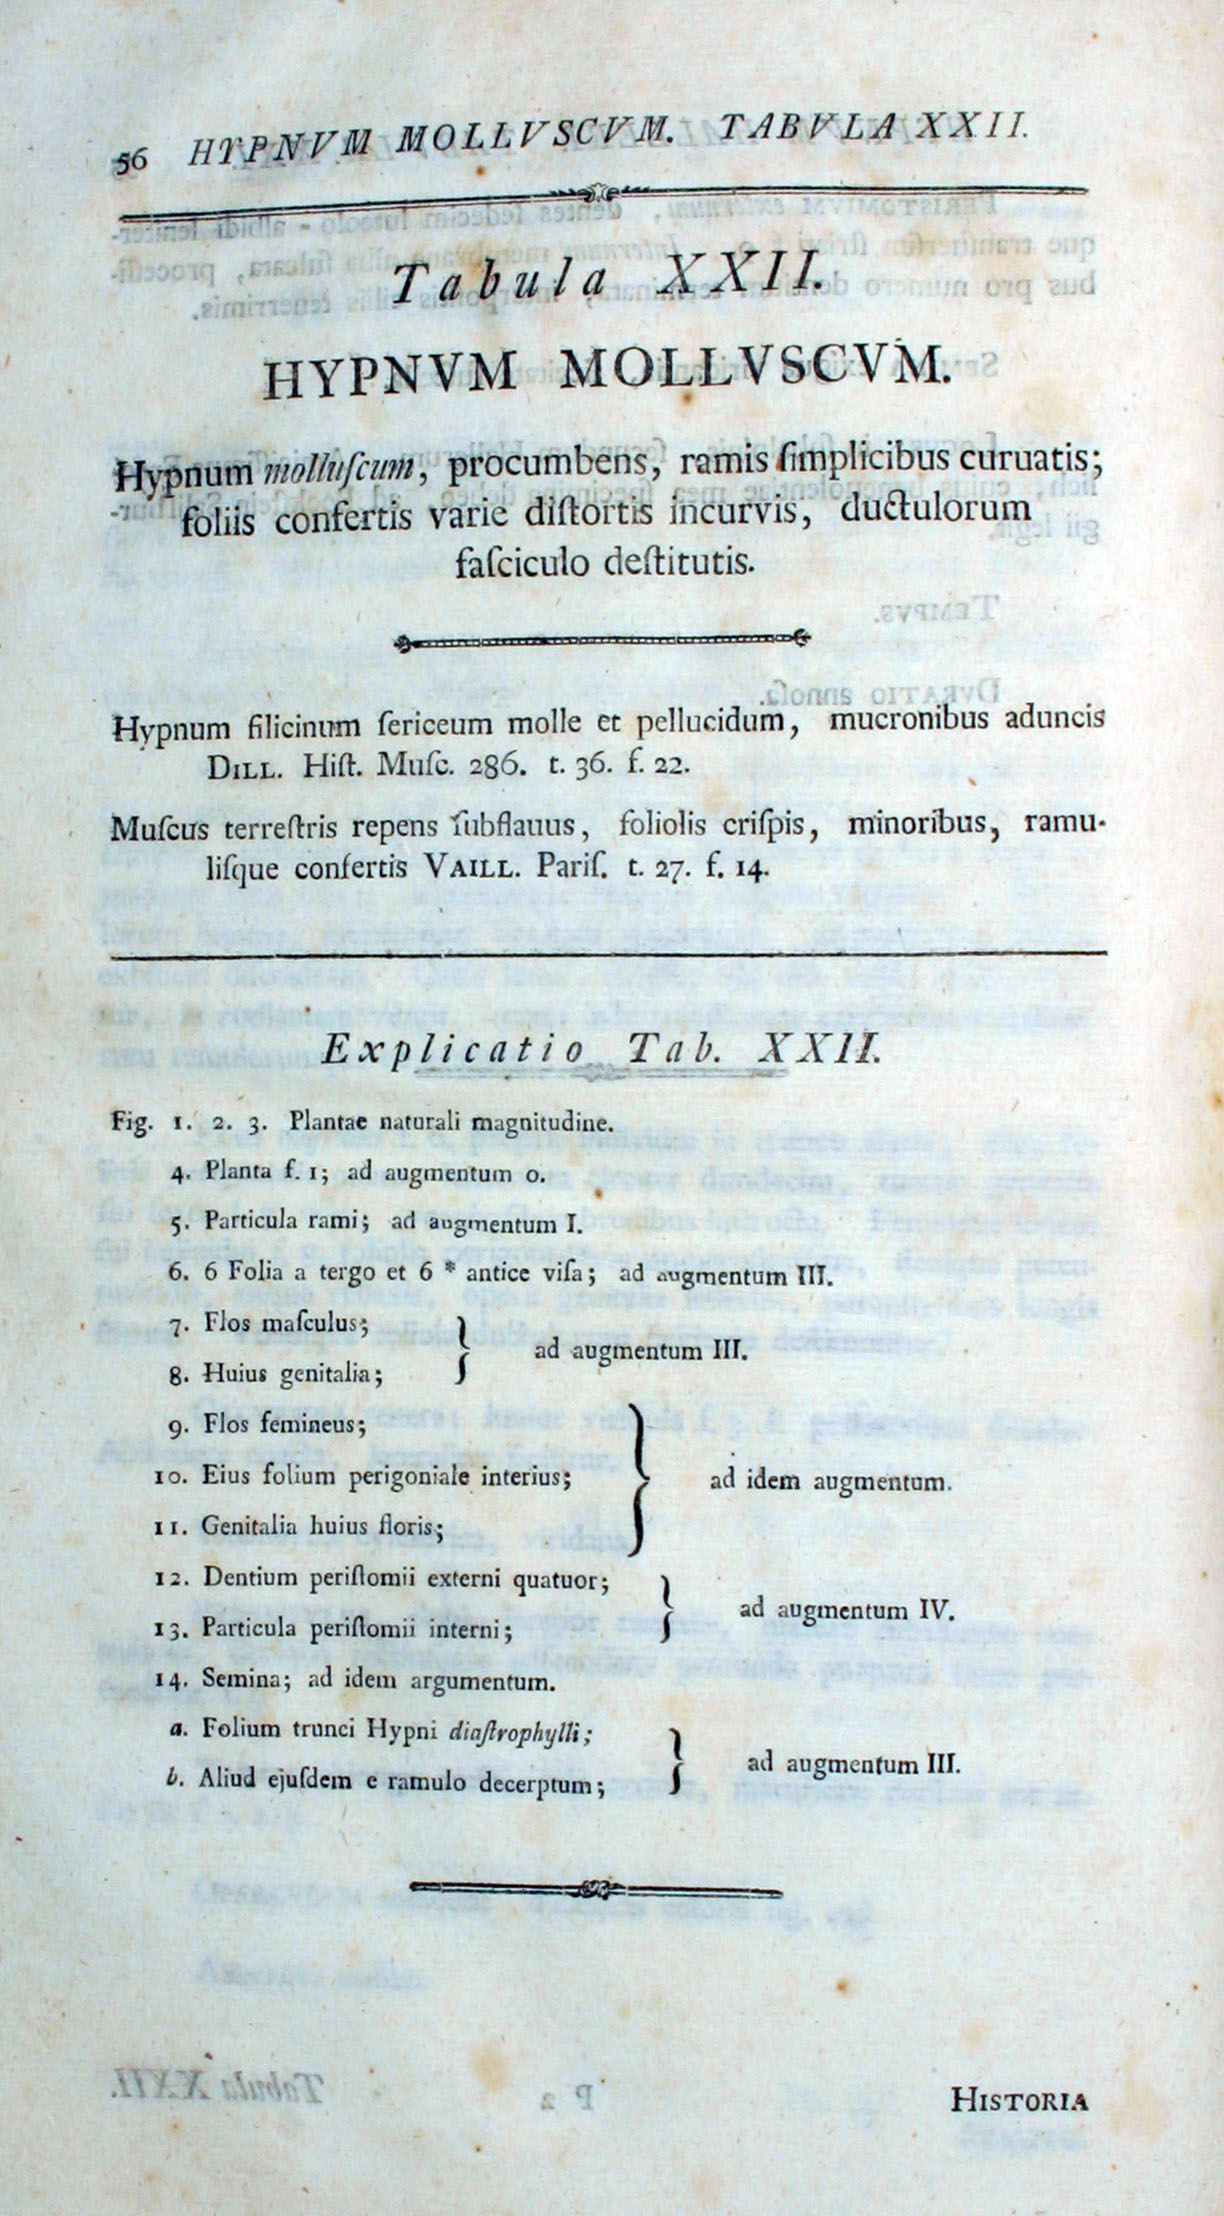 56 HYPNVM MOLLVSCVM. TABVLA XXII.
Tabula XXII.
HYPNVM MOLLVSCVM.
Hypnum molluſcum, procumbens, ramis ſimplicibus curuatis;
foliis confertis varie diſtortis incurvis, ductulorum
faſciculo deſtitutis.
Hypnum filicinum ſericeum molle et pellucidum, mucronibus aduncis
DILL. Hiſt. Muſc. 286. t. 36. f. 22.
Muſcus terreſtris repens ſubflauus, foliolis criſpis, minoribus, ramu-
liſque confertis VAILL. Pariſ. t. 27. f. 14.
Explicatio Tab. XXII.
Fig. 1. 2. 3. Plantae naturali magnitudine.
4. Planta f. 1; ad augmentum 0.
5. Particula rami; ad augmentum I.
6. 6 Folia a tergo et 6 * antice viſa; ad augmentum III.
7. Flos maſculus;
8. Huius genitalia; } ad augmentum III.
9. Flos femineus;
10. Eius folium perigoniale interius; } ad idem augmentum.
11. Genitalia huius floris;
12. Dentium periſtomii externi quatuor;
13. Particula periſtomii interni; } ad augmentum IV.
14. Semina; ad idem argumentum.
a. Folium trunci Hypni diaſtrophylli;
b. Aliud ejuſdem e ramulo decerptum; } ad augmentum III.
HISTORIA